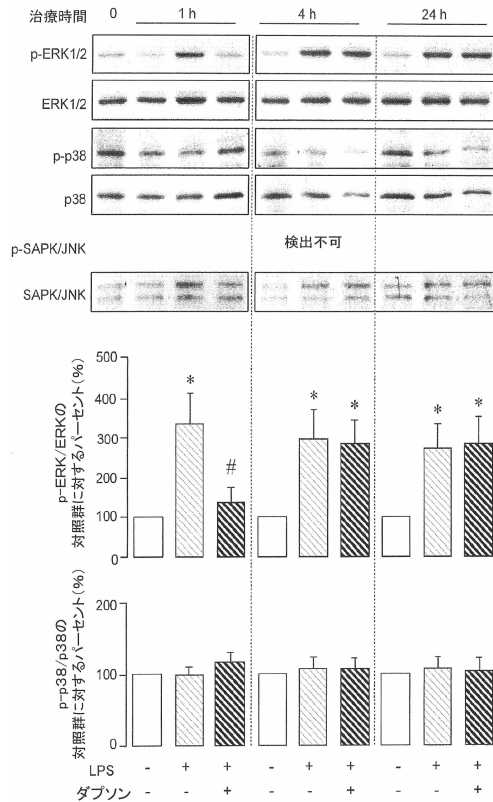 治療時間 0 1 h 4 h 24 h
p-ERK1/2
ERK1/2
p-p38
p38
p-SAPK/JNK 検出不可
SAPK/JNK
p-ERK/ERKの
対照群に対するパーセント(%)
500
400
300
200
100
0
* # * * * *
p-p38/p38の
対照群に対するパーセント(%)
200
100
0
LPS - + + - + + - + +
ダプソン - - + - - + - - +